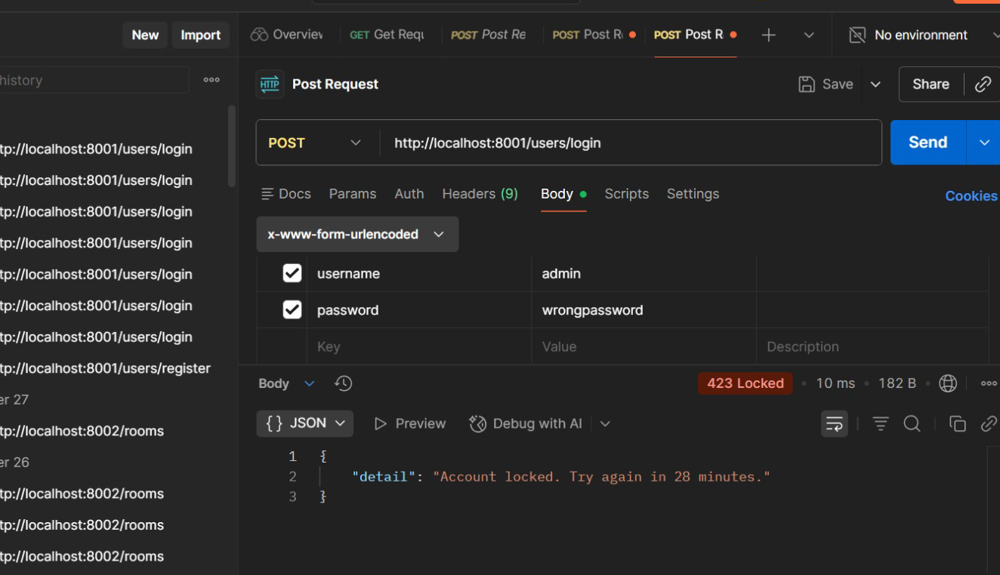 New Import
Overview GET Get Requ POST Post Re POST Post R POST Post R No environment
history
Post Request Save Share
POST http://localhost:8001/users/login Send
tp://localhost:8001/users/login
tp://localhost:8001/users/login
tp://localhost:8001/users/login
tp://localhost:8001/users/login
tp://localhost:8001/users/login
tp://localhost:8001/users/login
tp://localhost:8001/users/login
tp://localhost:8001/users/register
er 27
tp://localhost:8002/rooms
er 26
tp://localhost:8002/rooms
tp://localhost:8002/rooms
tp://localhost:8002/rooms
Docs Params Auth Headers (9) Body Scripts Settings Cookies
x-www-form-urlencoded
username admin
password wrongpassword
Key Value Description
Body 423 Locked 10 ms 182 B
{} JSON Preview Debug with AI
1 {
2 "detail": "Account locked. Try again in 28 minutes."
3 }